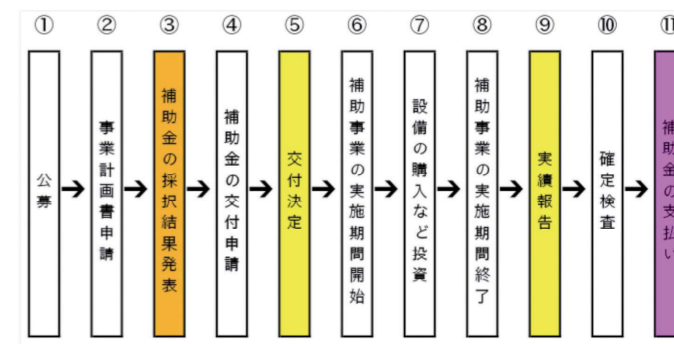 ① ② ③ ④ ⑤ ⑥ ⑦ ⑧ ⑨ ⑩ ⑪
公募
事業計画書申請
補助金の採択結果発表
補助金の交付申請
交付決定
補助事業の実施期間開始
設備の購入など投資
補助事業の実施期間終了
実績報告
確定検査
補助金の支払い